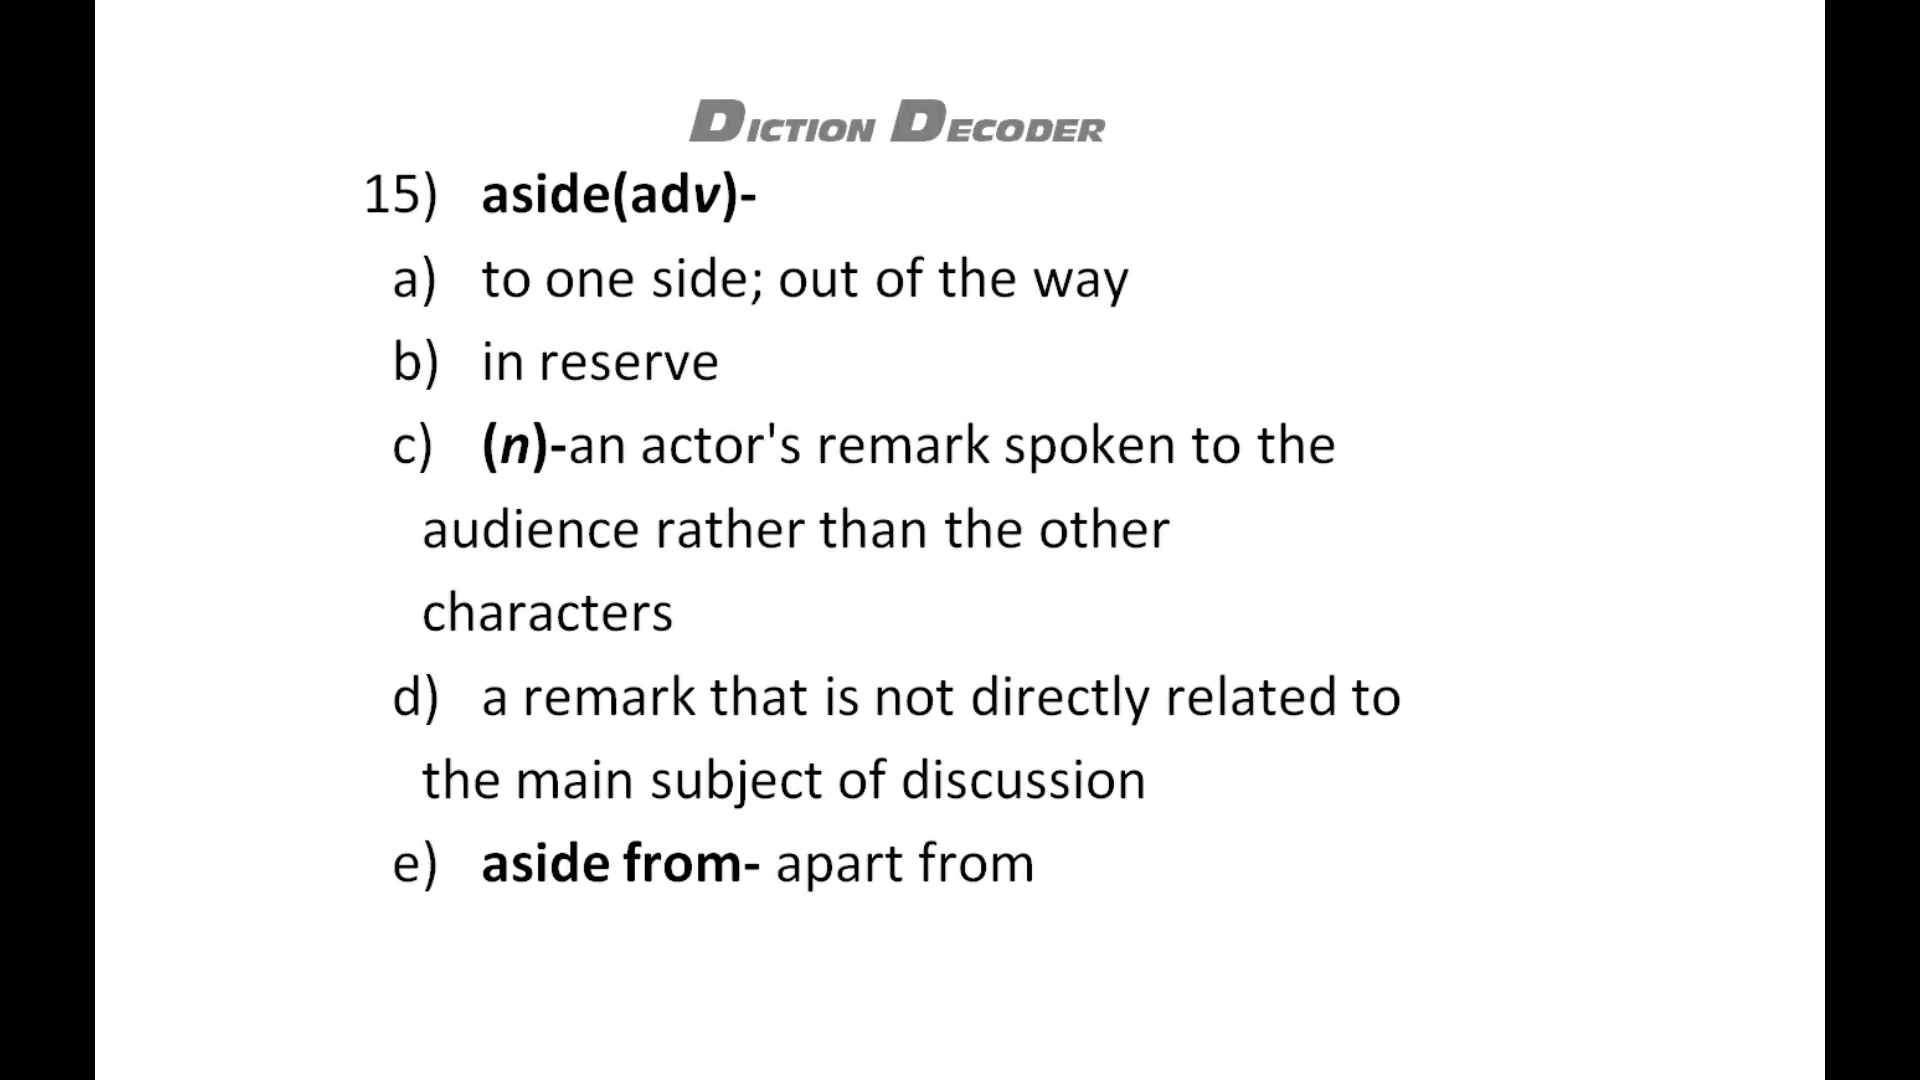 DICTION DECODER
15) aside(adv)-
a) to one side; out of the way
b) in reserve
c) (n)-an actor's remark spoken to the
audience rather than the other
characters
d) a remark that is not directly related to
the main subject of discussion
e) aside from- apart from